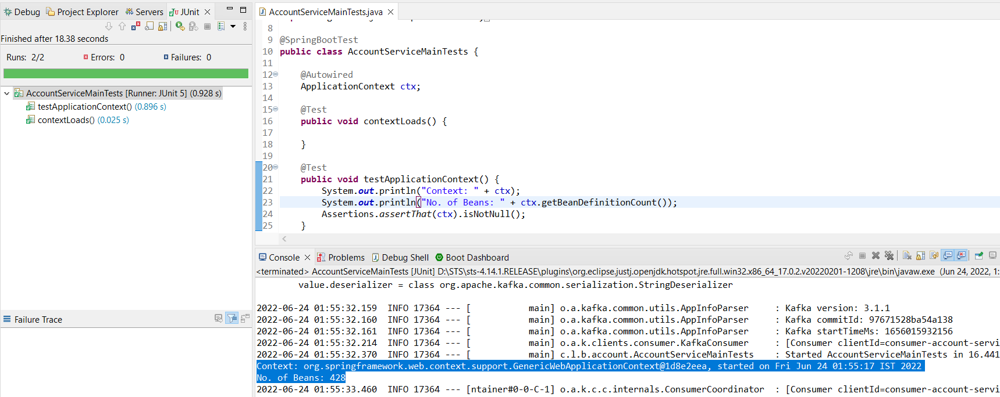 Debug Project Explorer Servers JUnit
Finished after 18.38 seconds
Runs: 2/2 Errors: 0 Failures: 0
AccountServiceMainTests [Runner: JUnit 5] (0.928 s)
testApplicationContext() (0.896 s)
contextLoads() (0.025 s)
Failure Trace
AccountServiceMainTests.java
8
9 @SpringBootTest
10 public class AccountServiceMainTests {
11
12 @Autowired
13 ApplicationContext ctx;
14
15 @Test
16 public void contextLoads() {
17
18 }
19
20 @Test
21 public void testApplicationContext() {
22 System.out.println("Context: " + ctx);
23 System.out.println("No. of Beans: " + ctx.getBeanDefinitionCount());
24 Assertions.assertThat(ctx).isNotNull();
25 }
Console Problems Debug Shell Boot Dashboard
<terminated> AccountServiceMainTests [JUnit] D:\STS\sts-4.14.1.RELEASE\plugins\org.eclipse.justj.openjdk.hotspot.jre.full.win32.x86_64_17.0.2.v20220201-1208\jre\bin\javaw.exe (Jun 24, 2022, 1:
value.deserializer = class org.apache.kafka.common.serialization.StringDeserializer
2022-06-24 01:55:32.159 INFO 17364 --- [ main] o.a.kafka.common.utils.AppInfoParser : Kafka version: 3.1.1
2022-06-24 01:55:32.160 INFO 17364 --- [ main] o.a.kafka.common.utils.AppInfoParser : Kafka commitId: 97671528ba54a138
2022-06-24 01:55:32.161 INFO 17364 --- [ main] o.a.kafka.common.utils.AppInfoParser : Kafka startTimeMs: 1656015932156
2022-06-24 01:55:32.214 INFO 17364 --- [ main] o.a.k.clients.consumer.KafkaConsumer : [Consumer clientId=consumer-account-servi
2022-06-24 01:55:32.370 INFO 17364 --- [ main] c.l.b.account.AccountServiceMainTests : Started AccountServiceMainTests in 16.441
Context: org.springframework.web.context.support.GenericWebApplicationContext@1d8e2eea, started on Fri Jun 24 01:55:17 IST 2022
No. of Beans: 428
2022-06-24 01:55:33.460 INFO 17364 --- [ntainer#0-0-C-1] o.a.k.c.c.internals.ConsumerCoordinator : [Consumer clientId=consumer-account-servi